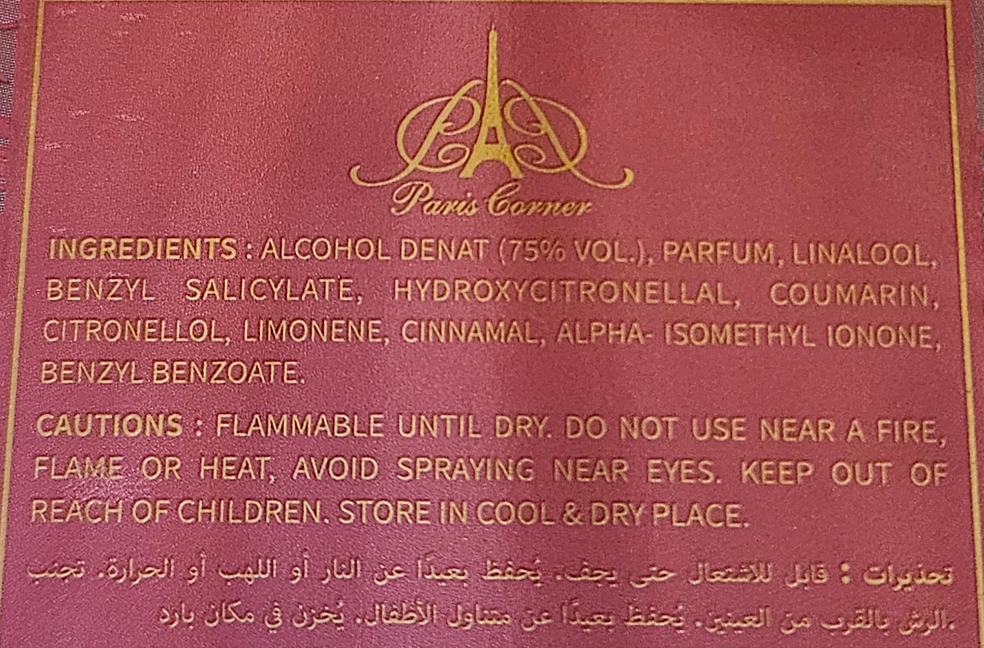 Paris Corner
INGREDIENTS : ALCOHOL DENAT (75% VOL.), PARFUM, LINALOOL,
BENZYL SALICYLATE, HYDROXYCITRONELLAL, COUMARIN,
CITRONELLOL, LIMONENE, CINNAMAL, ALPHA- ISOMETHYL IONONE,
BENZYL BENZOATE.
CAUTIONS : FLAMMABLE UNTIL DRY. DO NOT USE NEAR A FIRE,
FLAME OR HEAT, AVOID SPRAYING NEAR EYES. KEEP OUT OF
REACH OF CHILDREN. STORE IN COOL & DRY PLACE.
تحذيرات : قابل للاشتعال حتى يجف. يُحفظ بعيدًا عن النار أو اللهب أو الحرارة. تجنب
.الرش بالقرب من العينين. يُحفظ بعيدًا عن متناول الأطفال. يُخزن في مكان بارد